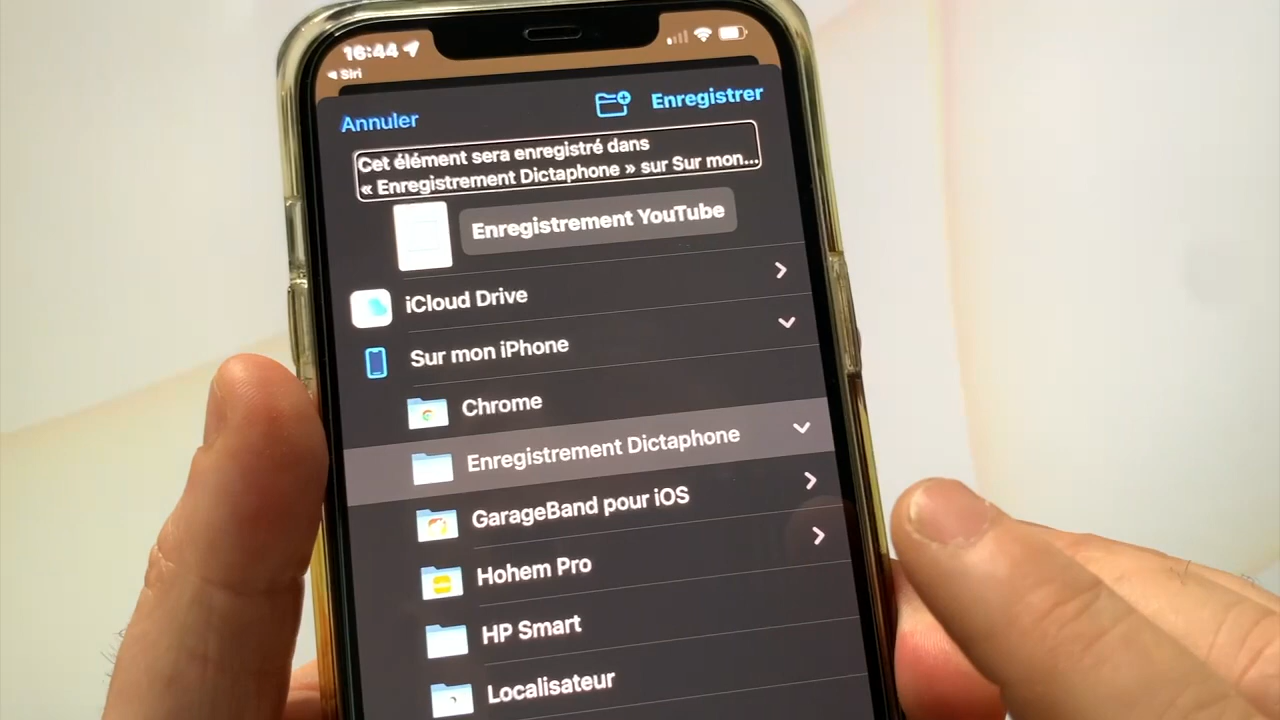 16:44
Siri
Annuler
Enregistrer
Cet élément sera enregistré dans
« Enregistrement Dictaphone » sur Sur mon...
Enregistrement YouTube
iCloud Drive
Sur mon iPhone
Chrome
Enregistrement Dictaphone
GarageBand pour iOS
Hohem Pro
HP Smart
Localisateur